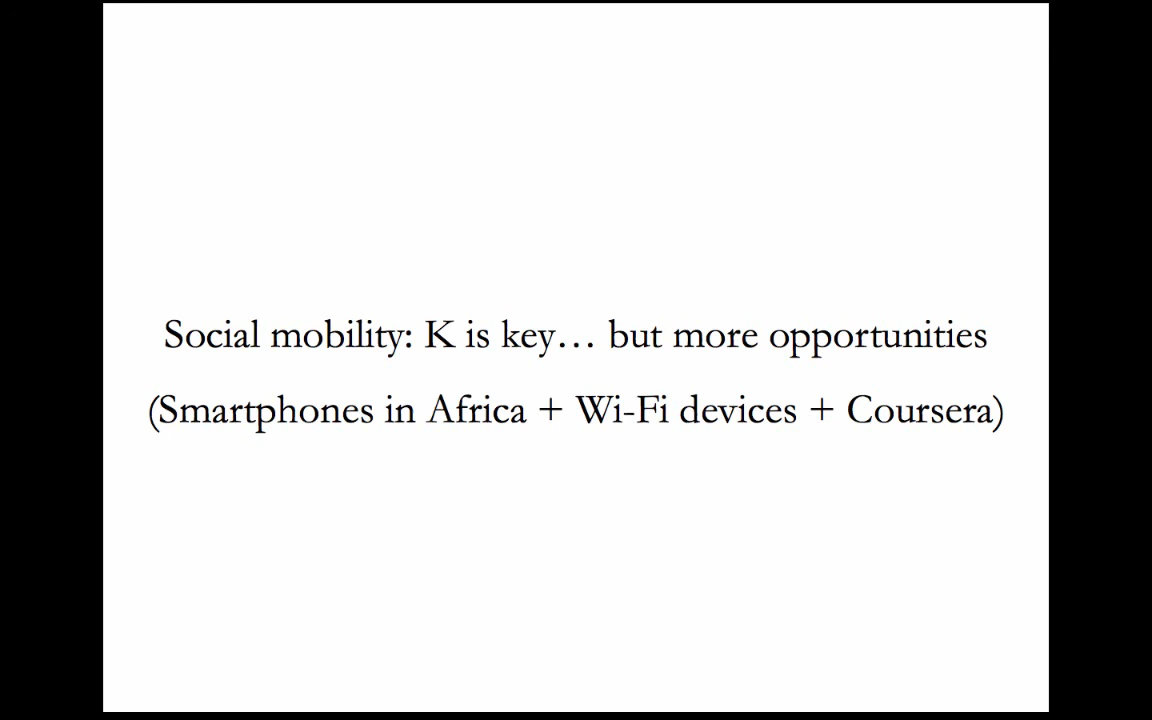 Social mobility: K is key… but more opportunities
(Smartphones in Africa + Wi-Fi devices + Coursera)